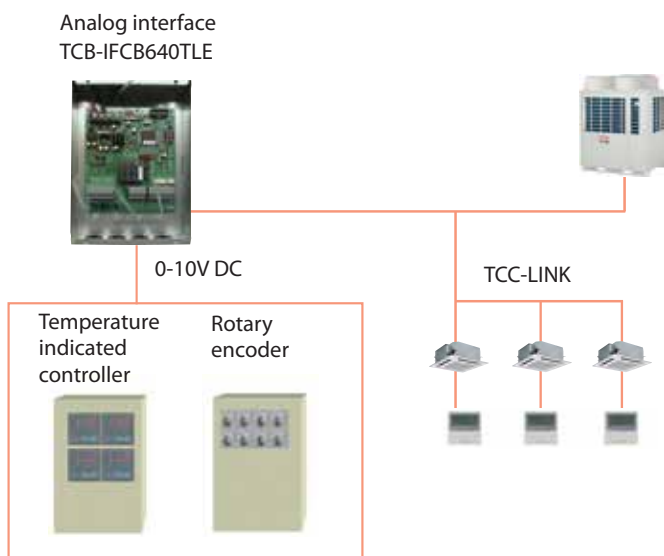 Analog interface
TCB-IFCB640TLE
0-10V DC
TCC-LINK
Temperature
indicated
controller
Rotary
encoder